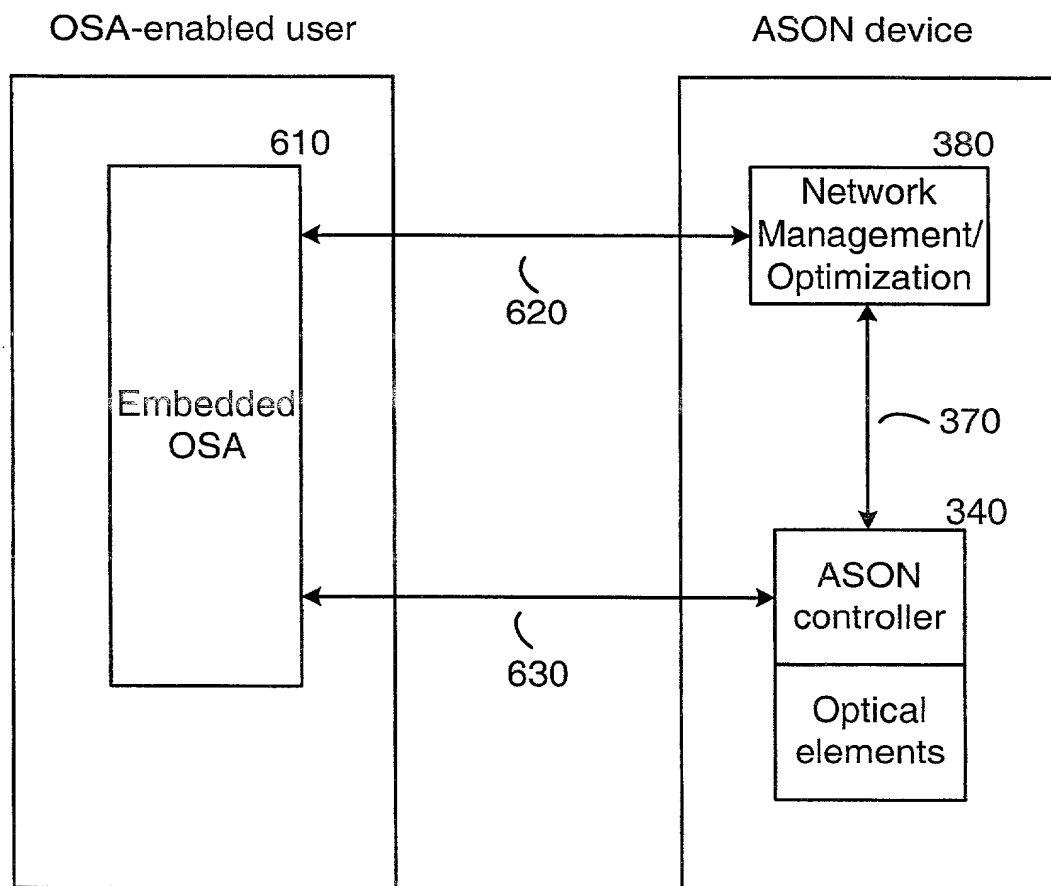 OSA-enabled user
ASON device
610
Embedded
OSA
380
Network
Management/
Optimization
620
370
340
ASON
controller
630
Optical
elements